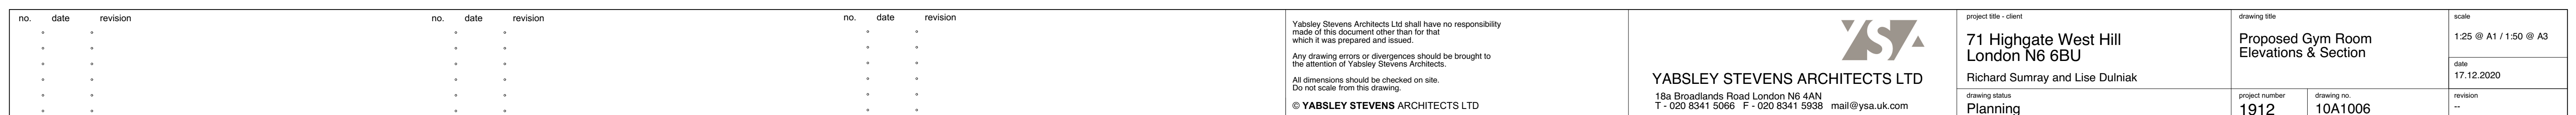 no. date revision
no. date revision
no. date revision
Yabsley Stevens Architects Ltd shall have no responsibility
made of this document other than for that
which it was prepared and issued.
Any drawing errors or divergences should be brought to
the attention of Yabsley Stevens Architects.
All dimensions should be checked on site.
Do not scale from this drawing.
© YABSLEY STEVENS ARCHITECTS LTD
YSA
YABSLEY STEVENS ARCHITECTS LTD
18a Broadlands Road London N6 4AN
T - 020 8341 5066 F - 020 8341 5938 mail@ysa.uk.com
project title - client
71 Highgate West Hill
London N6 6BU
Richard Sumray and Lise Dulniak
drawing status
Planning
drawing title
Proposed Gym Room
Elevations & Section
project number
1912
drawing no.
10A1006
scale
1:25 @ A1 / 1:50 @ A3
date
17.12.2020
revision
--